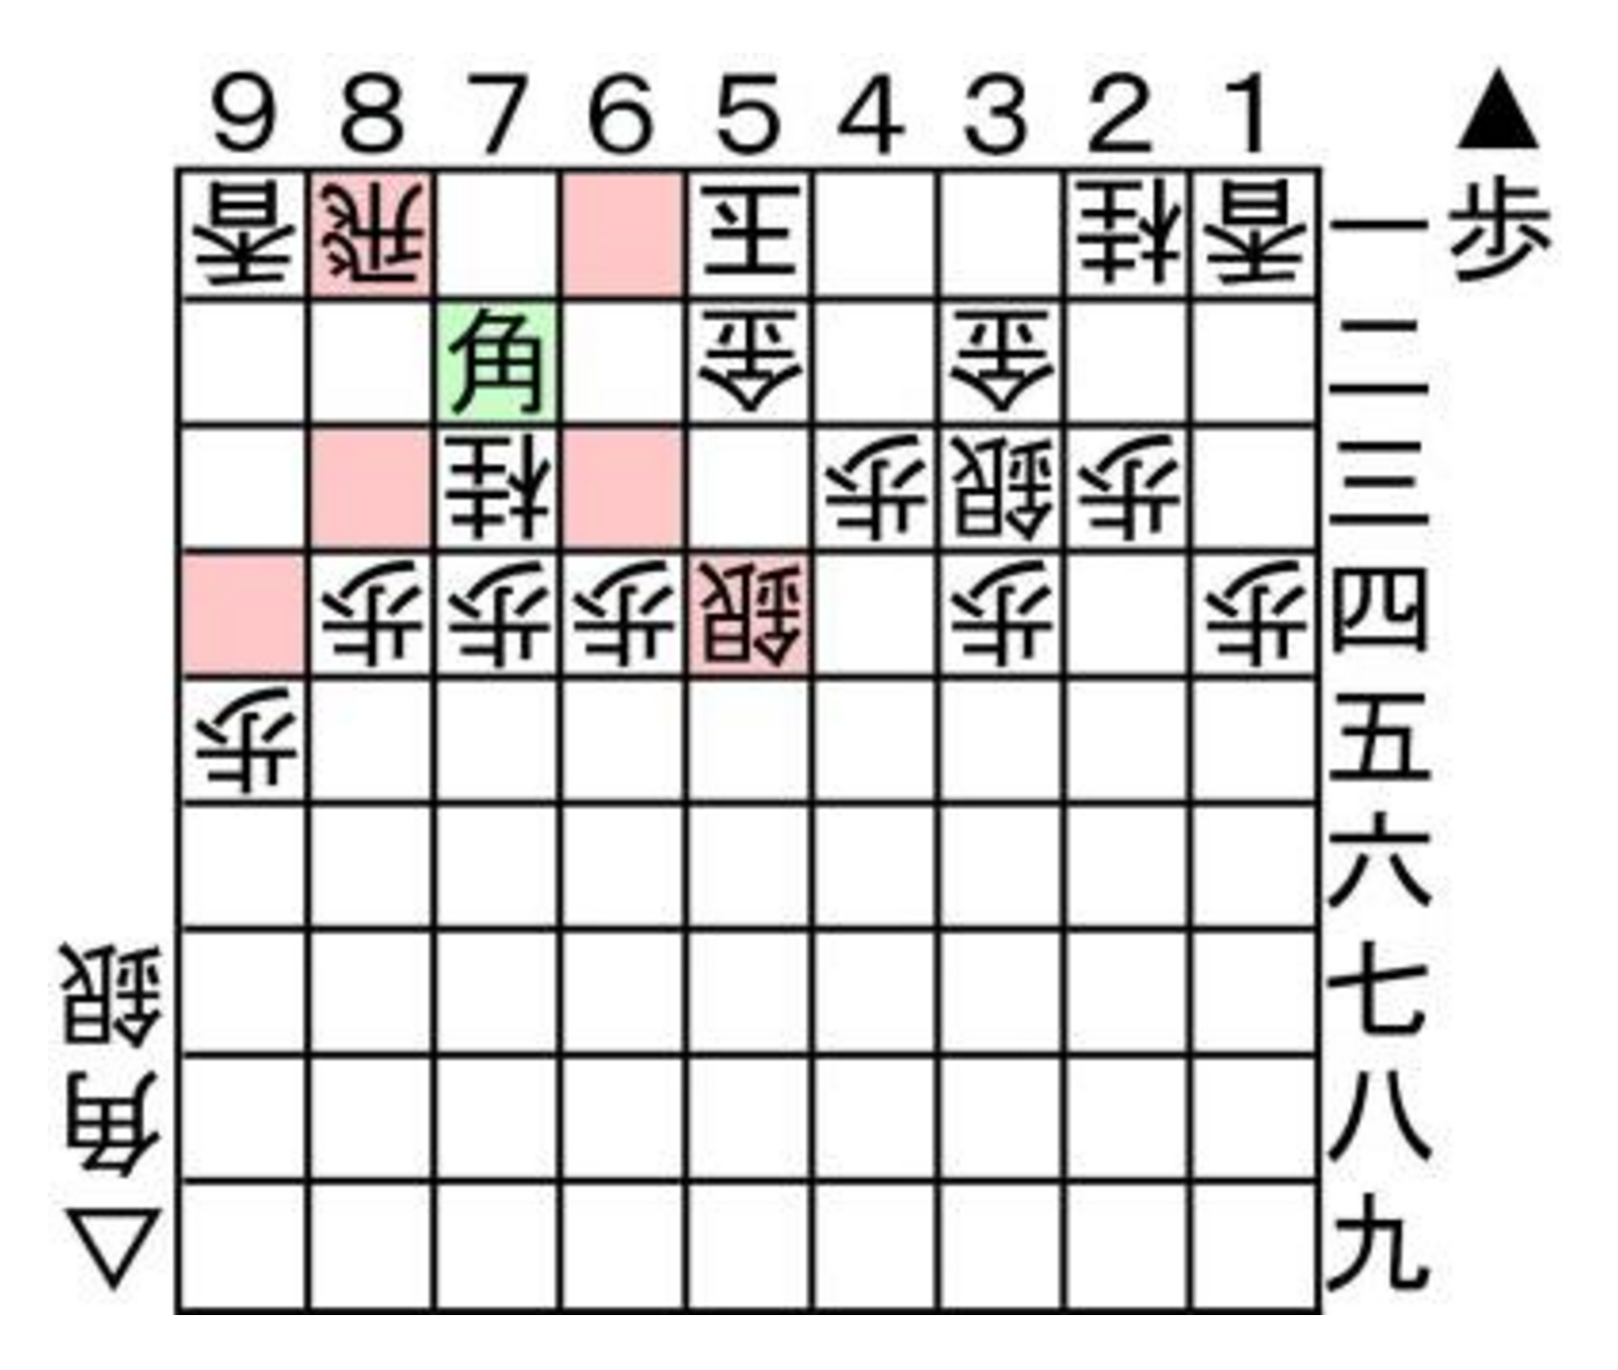 9 8 7 6 5 4 3 2 1 ▲
香 飛 玉 桂 香 一 歩
角 金 金 二
桂 歩 銀 歩 三
歩 歩 歩 銀 歩 歩 四
歩 五
六
銀 七
角 八
△ 九